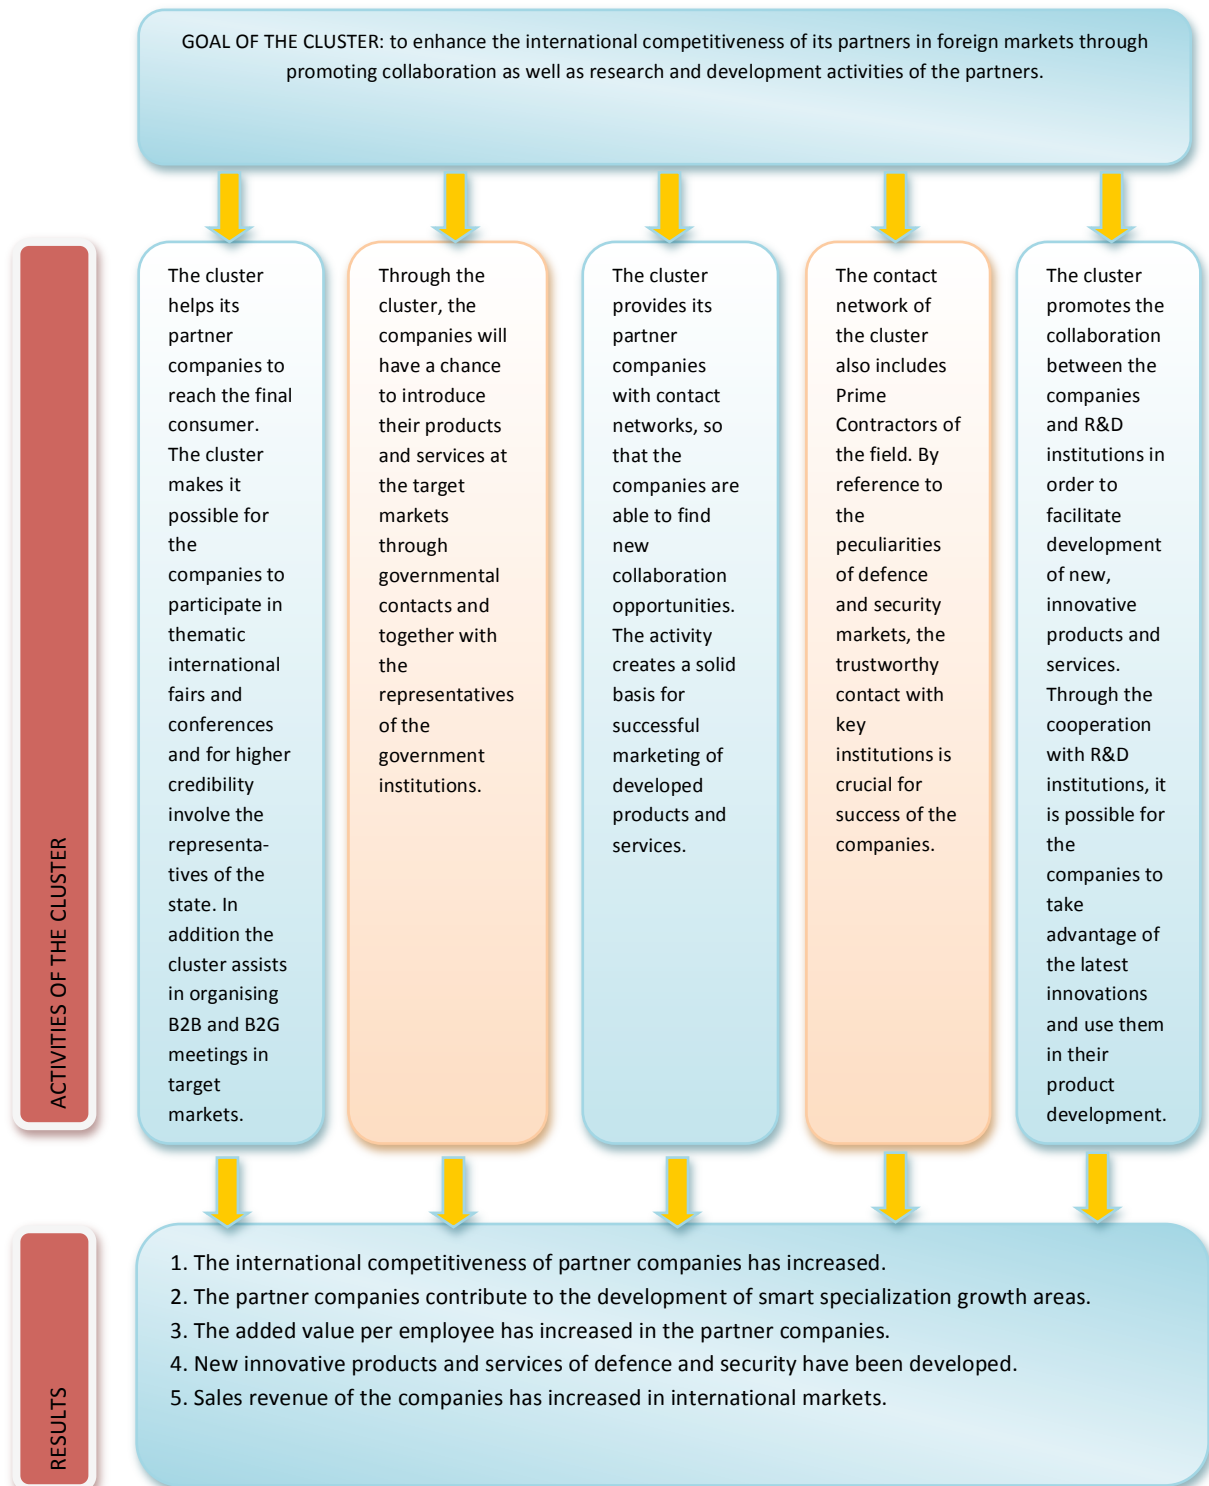 GOAL OF THE CLUSTER: to enhance the international competitiveness of its partners in foreign markets through
promoting collaboration as well as research and development activities of the partners.
ACTIVITIES OF THE CLUSTER
The cluster
helps its
partner
companies to
reach the final
consumer.
The cluster
makes it
possible for
the
companies to
participate in
thematic
international
fairs and
conferences
and for higher
credibility
involve the
representa-
tives of the
state. In
addition the
cluster assists
in organising
B2B and B2G
meetings in
target
markets.
Through the
cluster, the
companies will
have a chance
to introduce
their products
and services at
the target
markets
through
governmental
contacts and
together with
the
representatives
of the
government
institutions.
The cluster
provides its
partner
companies
with contact
networks, so
that the
companies are
able to find
new
collaboration
opportunities.
The activity
creates a solid
basis for
successful
marketing of
developed
products and
services.
The contact
network of
the cluster
also includes
Prime
Contractors of
the field. By
reference to
the
peculiarities
of defence
and security
markets, the
trustworthy
contact with
key
institutions is
crucial for
success of the
companies.
The cluster
promotes the
collaboration
between the
companies
and R&D
institutions in
order to
facilitate
development
of new,
innovative
products and
services.
Through the
cooperation
with R&D
institutions, it
is possible for
the
companies to
take
advantage of
the latest
innovations
and use them
in their
product
development.
RESULTS
1. The international competitiveness of partner companies has increased.
2. The partner companies contribute to the development of smart specialization growth areas.
3. The added value per employee has increased in the partner companies.
4. New innovative products and services of defence and security have been developed.
5. Sales revenue of the companies has increased in international markets.